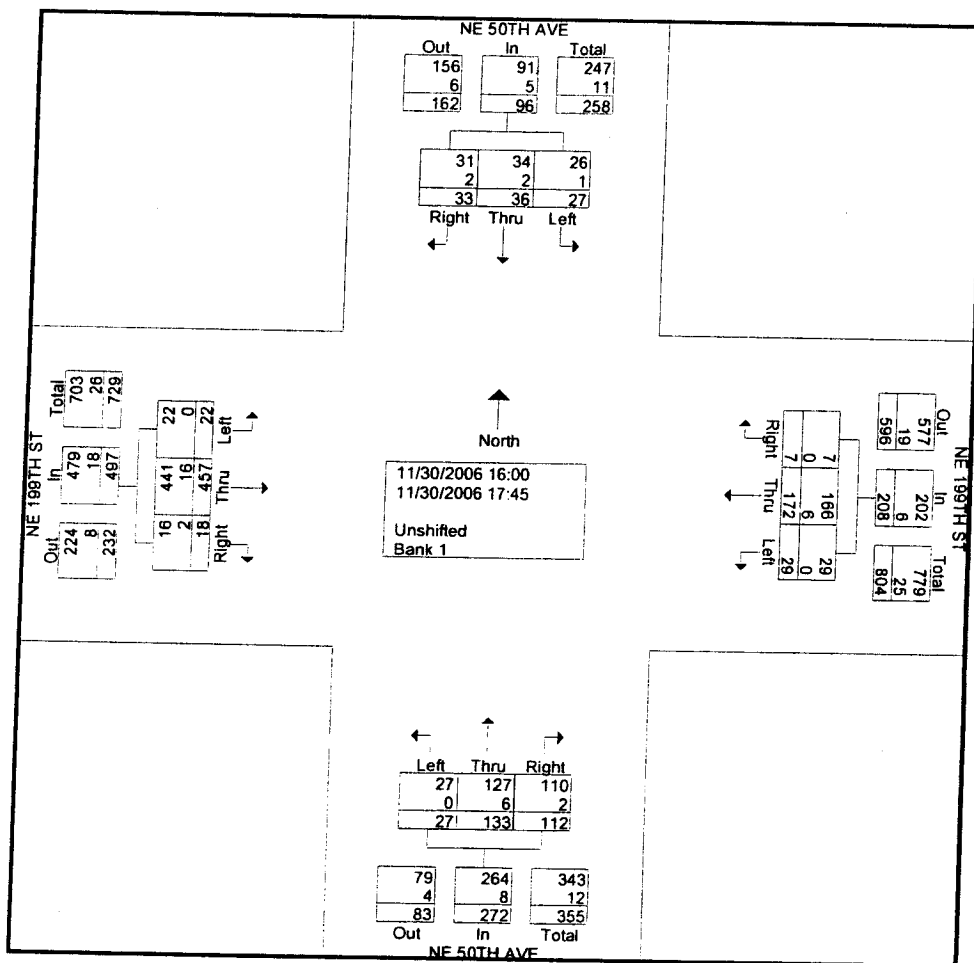 NE 50TH AVE
Out In Total
156 91 247
6 5 11
162 96 258
31 34 26
2 2 1
33 36 27
Right Thru Left
NE 199TH ST
Total In Out
703 479 224
26 18 8
729 497 232
22 441 16
0 16 2
22 457 18
Left Thru Right
North
11/30/2006 16:00
11/30/2006 17:45
Unshifted
Bank 1
Right Thru Left
7 166 29
0 6 0
7 172 29
Out In Total
577 202 779
19 6 25
596 208 804
NE 199TH ST
Left Thru Right
27 127 110
0 6 2
27 133 112
79 264 343
4 8 12
83 272 355
Out In Total
NE 50TH AVE